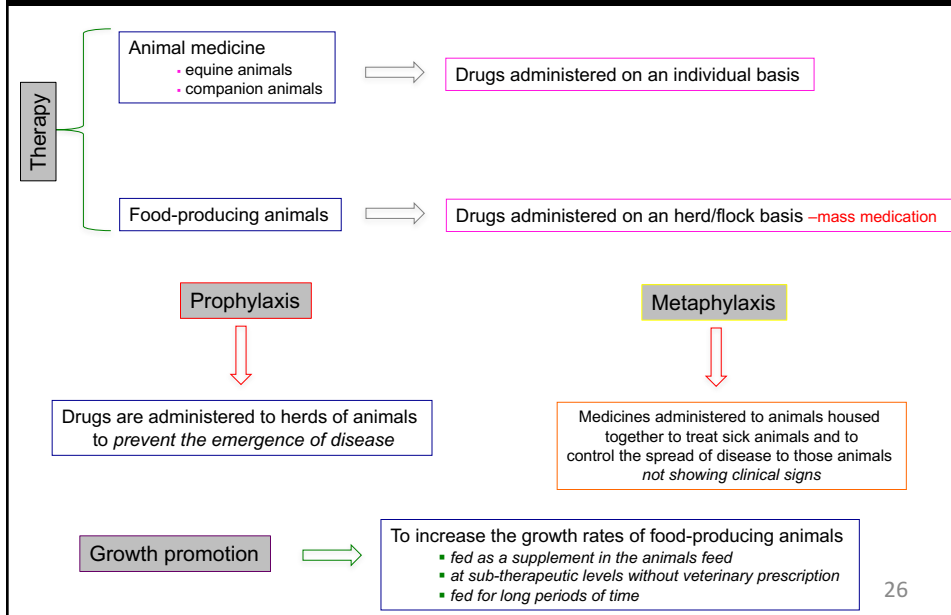 Therapy
Animal medicine
▪ equine animals
▪ companion animals
Drugs administered on an individual basis
Food-producing animals
Drugs administered on an herd/flock basis –mass medication
Prophylaxis
Drugs are administered to herds of animals
to prevent the emergence of disease
Metaphylaxis
Medicines administered to animals housed
together to treat sick animals and to
control the spread of disease to those animals
not showing clinical signs
Growth promotion
To increase the growth rates of food-producing animals
▪ fed as a supplement in the animals feed
▪ at sub-therapeutic levels without veterinary prescription
▪ fed for long periods of time
26